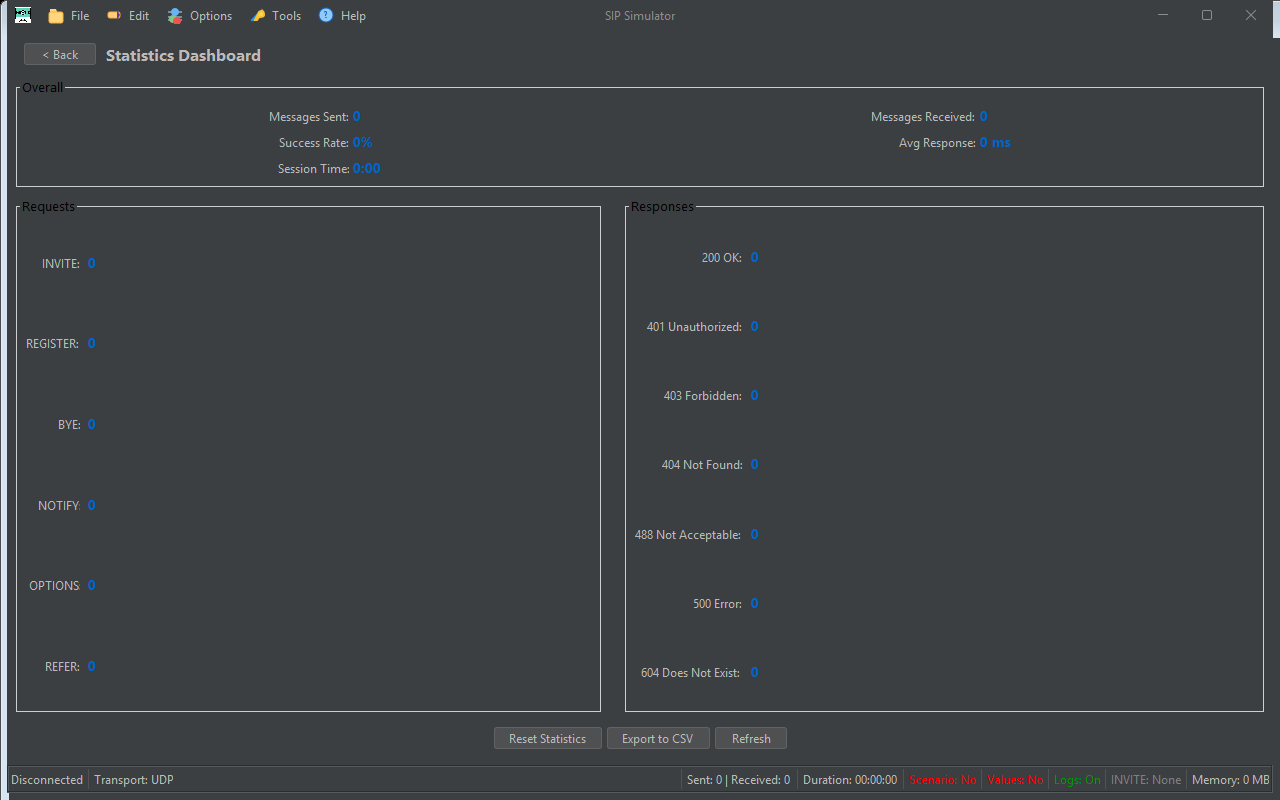 File Edit Options Tools Help SIP Simulator
< Back Statistics Dashboard
Overall
Messages Sent: 0 Messages Received: 0
Success Rate: 0% Avg Response: 0 ms
Session Time: 0:00
Requests
INVITE: 0
REGISTER: 0
BYE: 0
NOTIFY: 0
OPTIONS 0
REFER: 0
Responses
200 OK: 0
401 Unauthorized: 0
403 Forbidden: 0
404 Not Found: 0
488 Not Acceptable: 0
500 Error: 0
604 Does Not Exist: 0
Reset Statistics Export to CSV Refresh
Disconnected Transport: UDP Sent: 0 | Received: 0 Duration: 00:00:00 Scenario: No Values: No Logs: On INVITE: None Memory: 0 MB